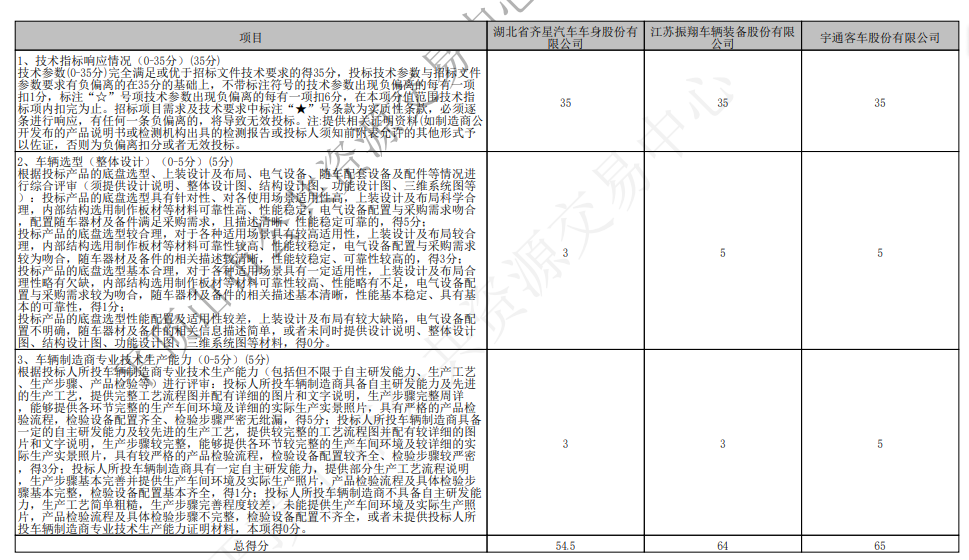 项目
湖北省齐星汽车车身股份有
限公司
江苏振翔车辆装备股份有限
公司
宇通客车股份有限公司
1、技术指标响应情况（0-35分）(35分)
技术参数(0-35分)完全满足或优于招标文件技术要求的得35分，投标技术参数与招标文件
参数要求有负偏离的在35分的基础上，不带标注符号的技术参数出现负偏离的每有一项
扣1分，标注“☆”号项技术参数出现负偏离的每有一项扣6分，在本项分值范围技术指
标项内扣完为止。招标项目需求及技术要求中标注“★”号条款为实质性条款，必须逐
条进行响应，有任何一条负偏离的，将导致无效投标。注:提供相关证明资料(如制造商公
开发布的产品说明书或检测机构出具的检测报告或投标人须知前附表允许的其他形式予
以佐证，否则为负偏离扣分或者无效投标。
35
35
35
2、车辆选型（整体设计）（0-5分）(5分)
根据投标产品的底盘选型、上装设计及布局、电气设备、随车配套设备及配件等情况进
行综合评审（须提供设计说明、整体设计图、结构设计图、功能设计图、三维系统图等
）：投标产品的底盘选型具有针对性、对各使用场景适用性高，上装设计及布局科学合
理，内部结构选用制作板材等材料可靠性高、性能稳定，电气设备配置与采购需求吻合
，配置随车器材及备件满足采购需求，且描述清晰、性能稳定可靠的，得5分；
投标产品的底盘选型较合理，对于各种适用场景具有较高适用性，上装设计及布局较合
理，内部结构选用制作板材等材料可靠性较高、性能较稳定，电气设备配置与采购需求
较为吻合，随车器材及备件的相关描述较清晰，性能较稳定、可靠性较高的，得3分；
投标产品的底盘选型基本合理，对于各种适用场景具有一定适用性，上装设计及布局合
理性略有欠缺，内部结构选用制作板材等材料可靠性较高、性能略有不足，电气设备配
置与采购需求较为吻合，随车器材及备件的相关描述基本清晰，性能基本稳定、具有基
本的可靠性，得1分；
投标产品的底盘选型性能配置及适用性较差，上装设计及布局有较大缺陷，电气设备配
置不明确，随车器材及备件的相关信息描述简单，或者未同时提供设计说明、整体设计
图、结构设计图、功能设计图、三维系统图等材料，得0分。
3
5
5
3、车辆制造商专业技术生产能力（0-5分）(5分)
根据投标人所投车辆制造商专业技术生产能力（包括但不限于自主研发能力、生产工艺
、生产步骤、产品检验等）进行评审：投标人所投车辆制造商具备自主研发能力及先进
的生产工艺，提供完整工艺流程图并配有详细的图片和文字说明，生产步骤完整周详
，能够提供各环节完整的生产车间环境及详细的实际生产实景照片，具有严格的产品检
验流程，检验设备配置齐全、检验步骤严密无纰漏，得5分；投标人所投车辆制造商具备
一定的自主研发能力及较先进的生产工艺，提供较完整的工艺流程图并配有较详细的图
片和文字说明，生产步骤较完整，能够提供各环节较完整的生产车间环境及较详细的实
际生产实景照片，具有较严格的产品检验流程，检验设备配置较齐全、检验步骤较严密
，得3分；投标人所投车辆制造商具有一定自主研发能力，提供部分生产工艺流程说明
，生产步骤基本完善并提供生产车间环境及实际生产照片，产品检验流程及具体检验步
骤基本完整，检验设备配置基本齐全，得1分；投标人所投车辆制造商不具备自主研发能
力，生产工艺简单粗糙，生产步骤完善程度较差，未能提供生产车间环境及实际生产照
片，产品检验流程及具体检验步骤不完整，检验设备配置不齐全，或者未提供投标人所
投车辆制造商专业技术生产能力证明材料，本项得0分。
3
3
5
总得分
54.5
64
65